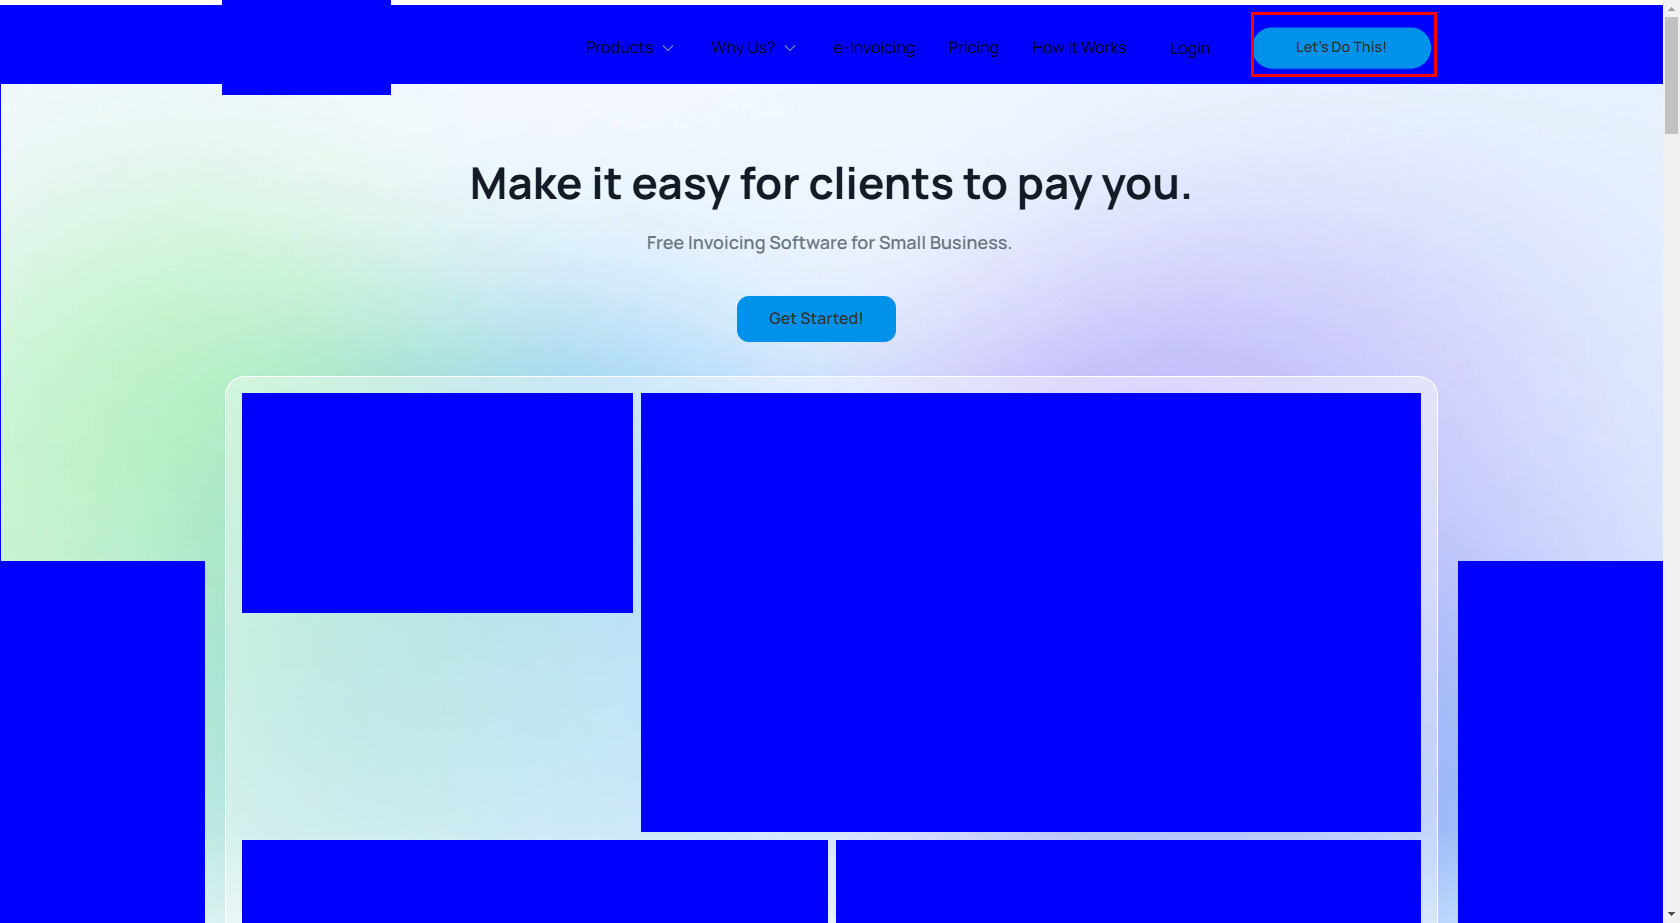 Products
Why Us?
e-Invoicing
Pricing
How It Works
Login
Let's Do This!
Make it easy for clients to pay you.
Free Invoicing Software for Small Business.
Get Started!